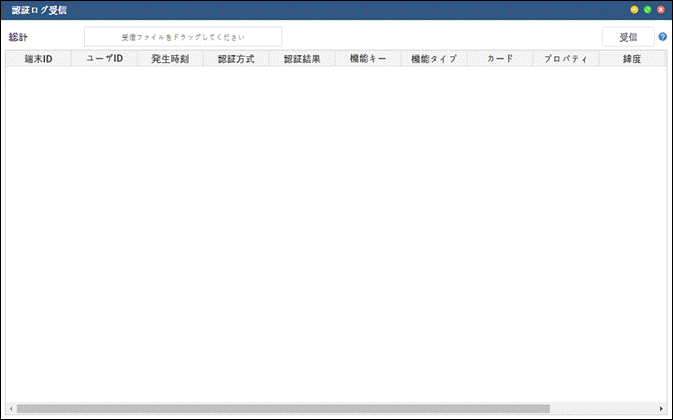 認証ログ受信
総計 受信ファイルをドラッグしてください 受信
端末ID ユーザID 発生時刻 認証方式 認証結果 機能キー 機能タイプ カード プロパティ 緯度